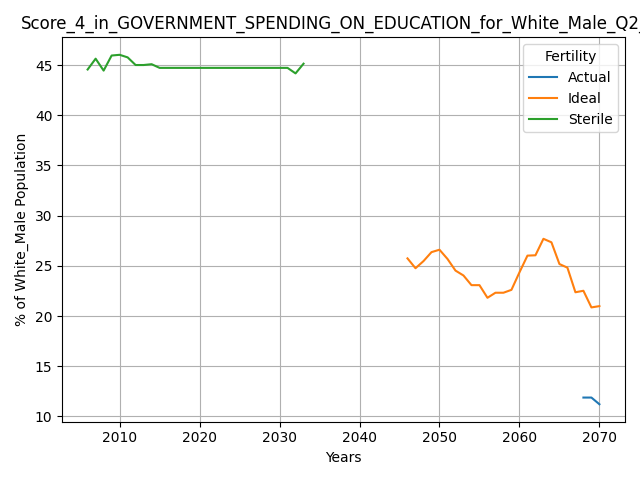 Score_4_in_GOVERNMENT_SPENDING_ON_EDUCATION_for_White_Male_Q2_
Fertility
Actual
Ideal
Sterile
45
40
35
30
25
20
15
10
% of White_Male Population
2010 2020 2030 2040 2050 2060 2070
Years